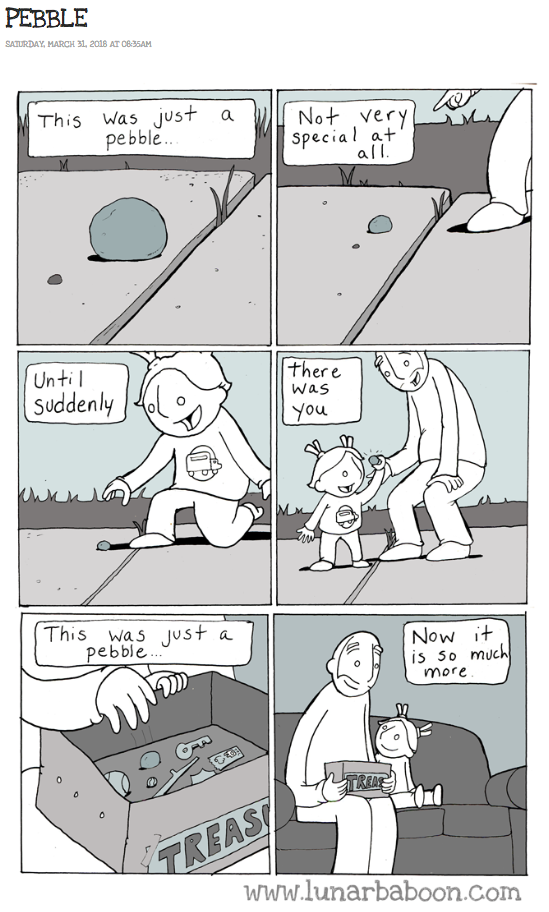 PEBBLE
SATURDAY, MARCH 31, 2018 AT 08:35AM
This was just a
pebble...
Not very
special at
all.
Until
suddenly
there
was
you
This was just a
pebble...
Now it
is so much
more.
TREAS
TREAS
www.lunarbaboon.com